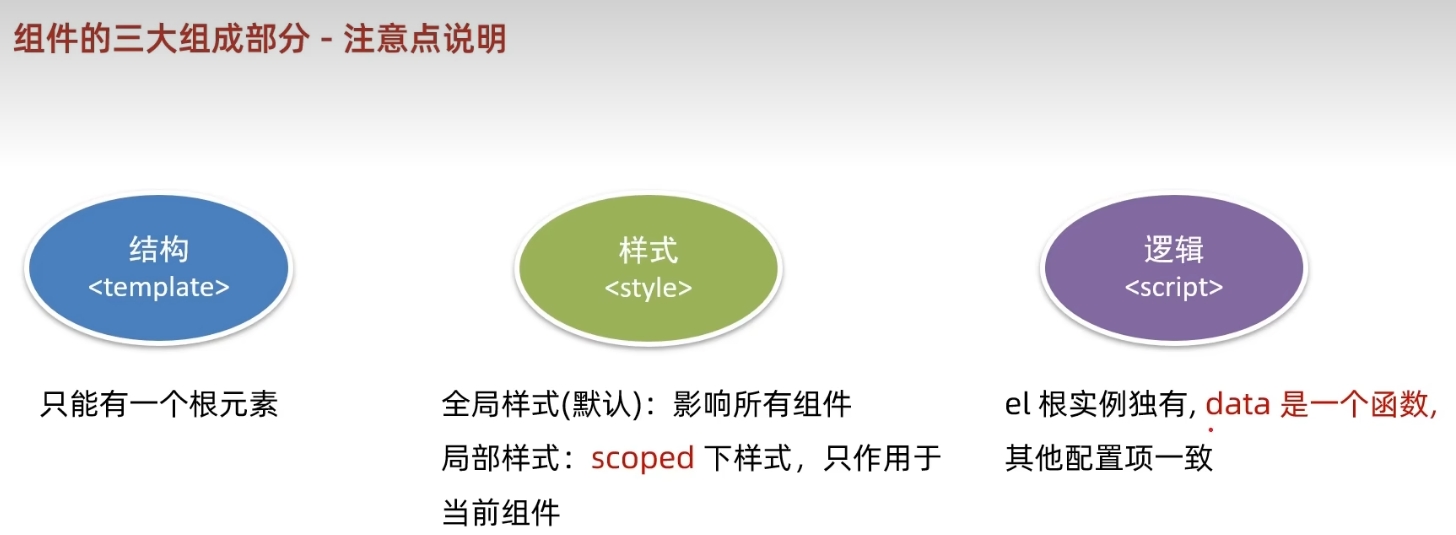 组件的三大组成部分 - 注意点说明
结构
<template>
样式
<style>
逻辑
<script>
只能有一个根元素
全局样式(默认)：影响所有组件
局部样式：scoped 下样式，只作用于
当前组件
el 根实例独有, data 是一个函数,
其他配置项一致